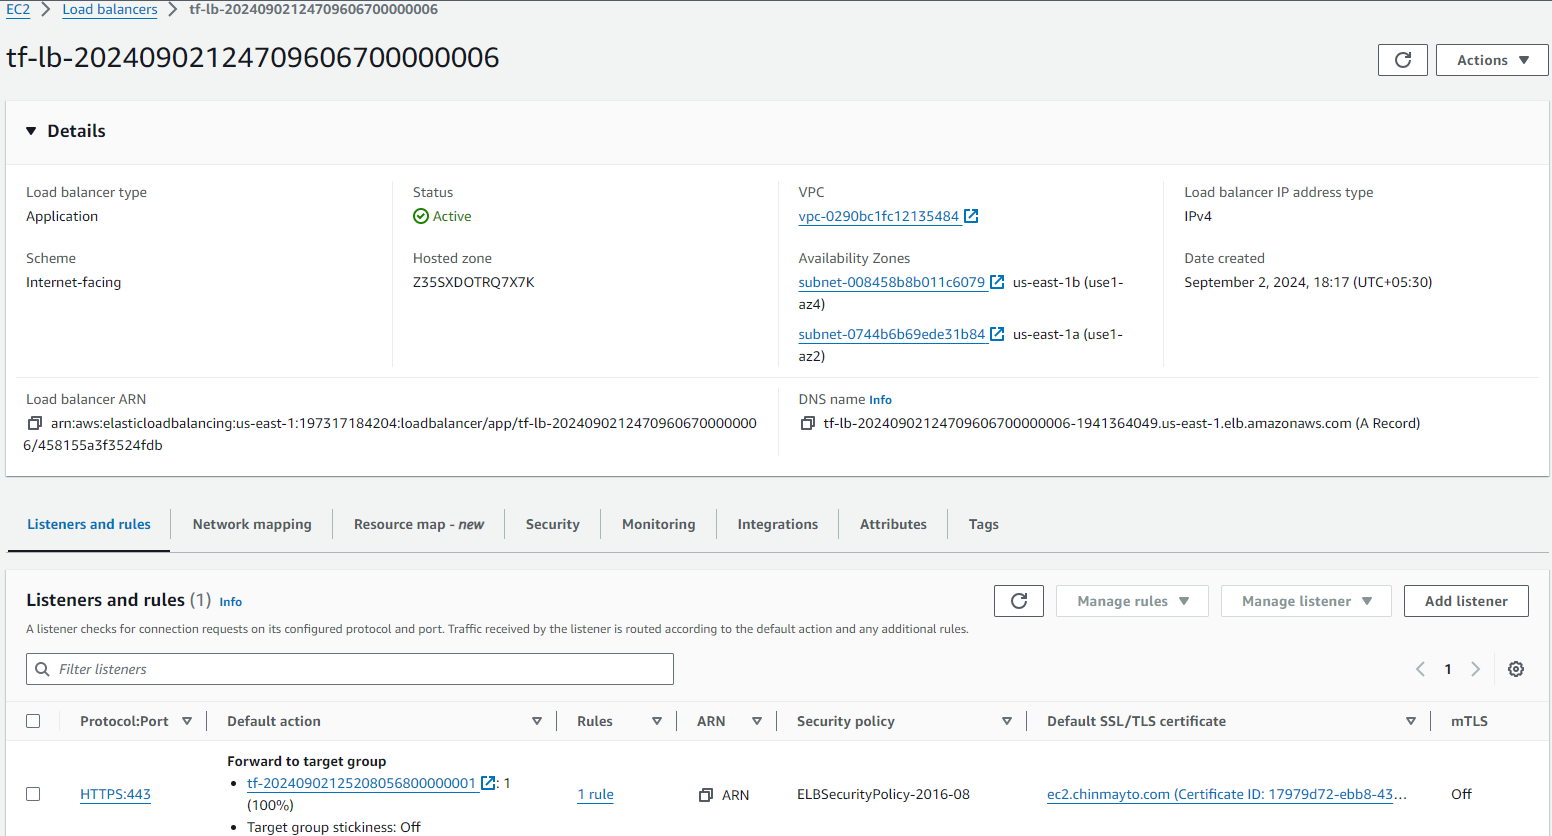 EC2 > Load balancers > tf-lb-20240902124709606700000006
tf-lb-20240902124709606700000006
Actions
Details
Load balancer type
Application
Status
Active
VPC
vpc-0290bc1fc12135484
Load balancer IP address type
IPv4
Scheme
Internet-facing
Hosted zone
Z35SXDOTRQ7X7K
Availability Zones
subnet-008458b8b011c6079 us-east-1b (use1-
az4)
subnet-0744b6b69ede31b84 us-east-1a (use1-
az2)
Date created
September 2, 2024, 18:17 (UTC+05:30)
Load balancer ARN
arn:aws:elasticloadbalancing:us-east-1:197317184204:loadbalancer/app/tf-lb-2024090212470960670000000
6/458155a3f3524fdb
DNS name Info
tf-lb-20240902124709606700000006-1941364049.us-east-1.elb.amazonaws.com (A Record)
Listeners and rules Network mapping Resource map - new Security Monitoring Integrations Attributes Tags
Listeners and rules (1) Info
Manage rules Manage listener Add listener
A listener checks for connection requests on its configured protocol and port. Traffic received by the listener is routed according to the default action and any additional rules.
Filter listeners
1
Protocol:Port Default action Rules ARN Security policy Default SSL/TLS certificate mTLS
HTTPS:443
Forward to target group
• tf-20240902125208056800000001 : 1
(100%)
• Target group stickiness: Off
1 rule
ARN
ELBSecurityPolicy-2016-08
ec2.chinmayto.com (Certificate ID: 17979d72-ebb8-43...
Off